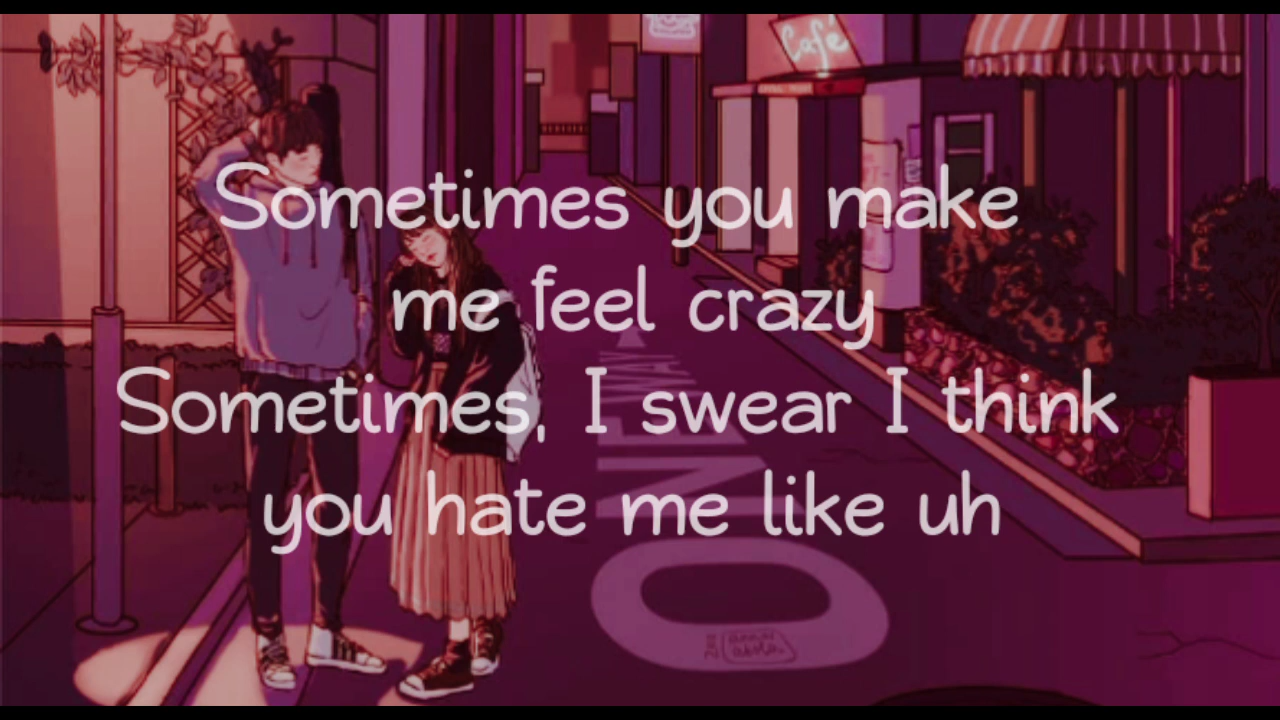 Café
Sometimes you make
me feel crazy
Sometimes, I swear I think
you hate me like uh
ONE WAY